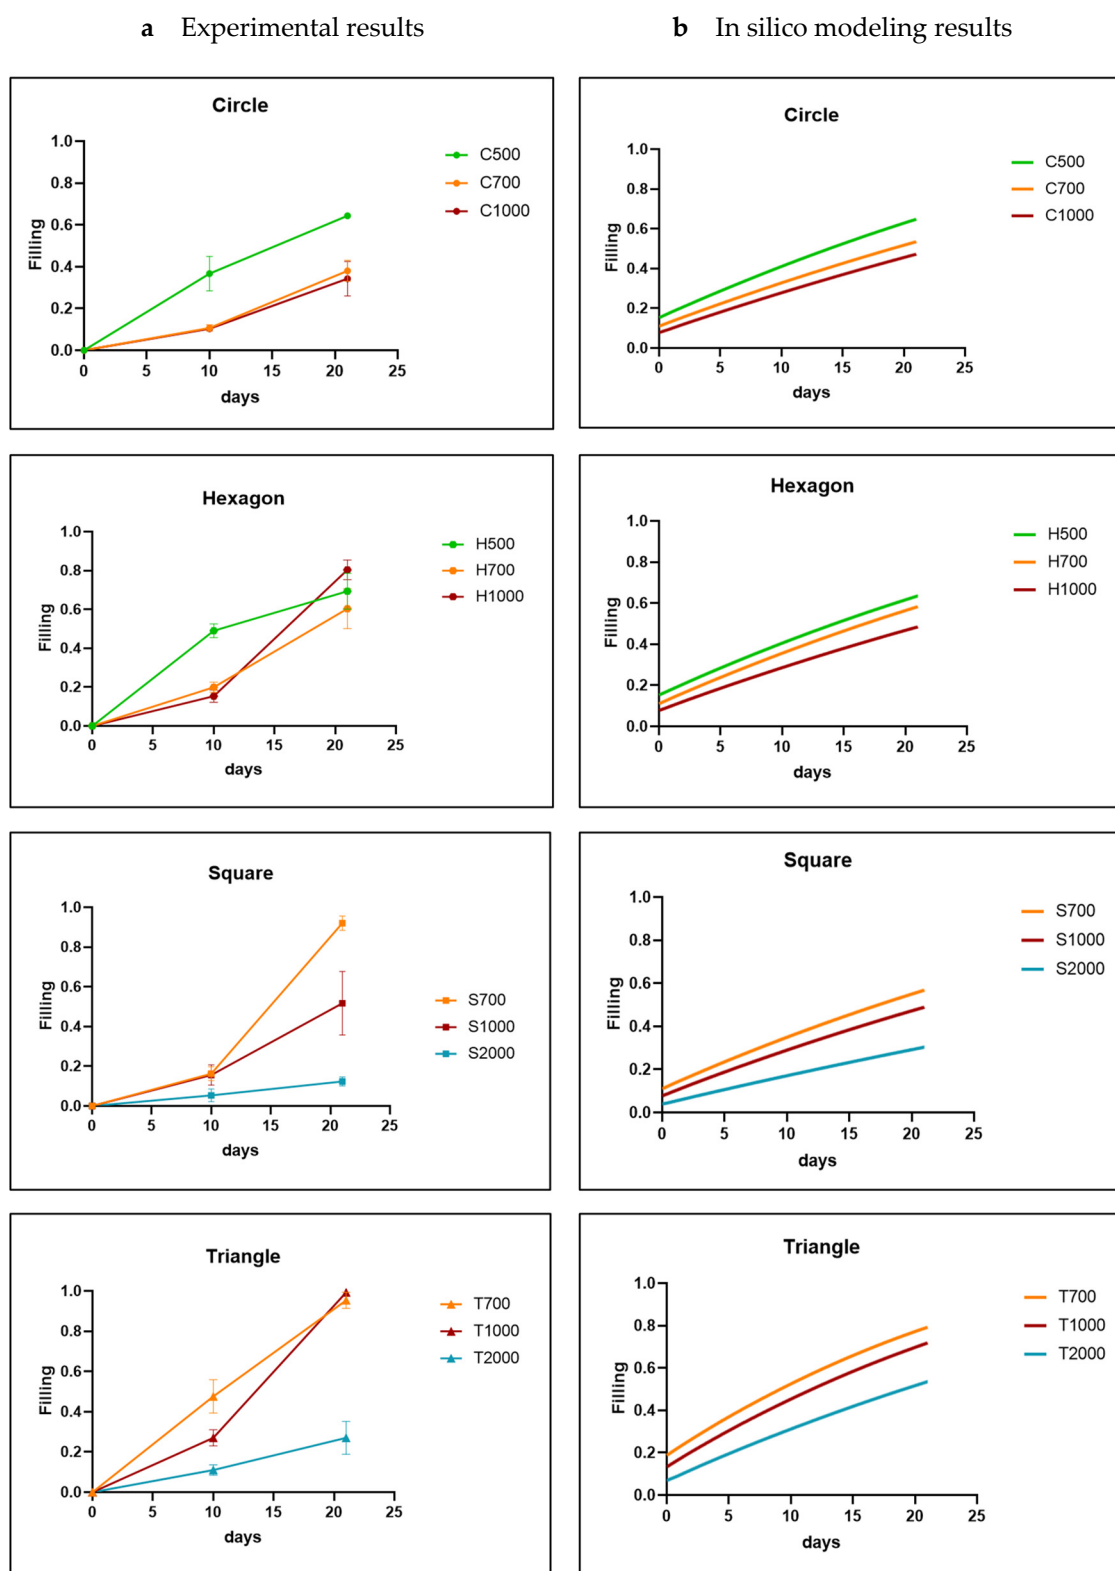 a Experimental results
b In silico modeling results
Circle
1.0
0.8
0.6
0.4
0.2
0.0
Filling
0 5 10 15 20 25
days
C500
C700
C1000
Circle
1.0
0.8
0.6
0.4
0.2
0.0
Filling
0 5 10 15 20 25
days
C500
C700
C1000
Hexagon
1.0
0.8
0.6
0.4
0.2
0.0
Filling
0 5 10 15 20 25
days
H500
H700
H1000
Hexagon
1.0
0.8
0.6
0.4
0.2
0.0
Filling
0 5 10 15 20 25
days
H500
H700
H1000
Square
1.0
0.8
0.6
0.4
0.2
0.0
Filling
0 5 10 15 20 25
days
S700
S1000
S2000
Square
1.0
0.8
0.6
0.4
0.2
0.0
Filling
0 5 10 15 20 25
days
S700
S1000
S2000
Triangle
1.0
0.8
0.6
0.4
0.2
0.0
Filling
0 5 10 15 20 25
days
T700
T1000
T2000
Triangle
1.0
0.8
0.6
0.4
0.2
0.0
Filling
0 5 10 15 20 25
days
T700
T1000
T2000